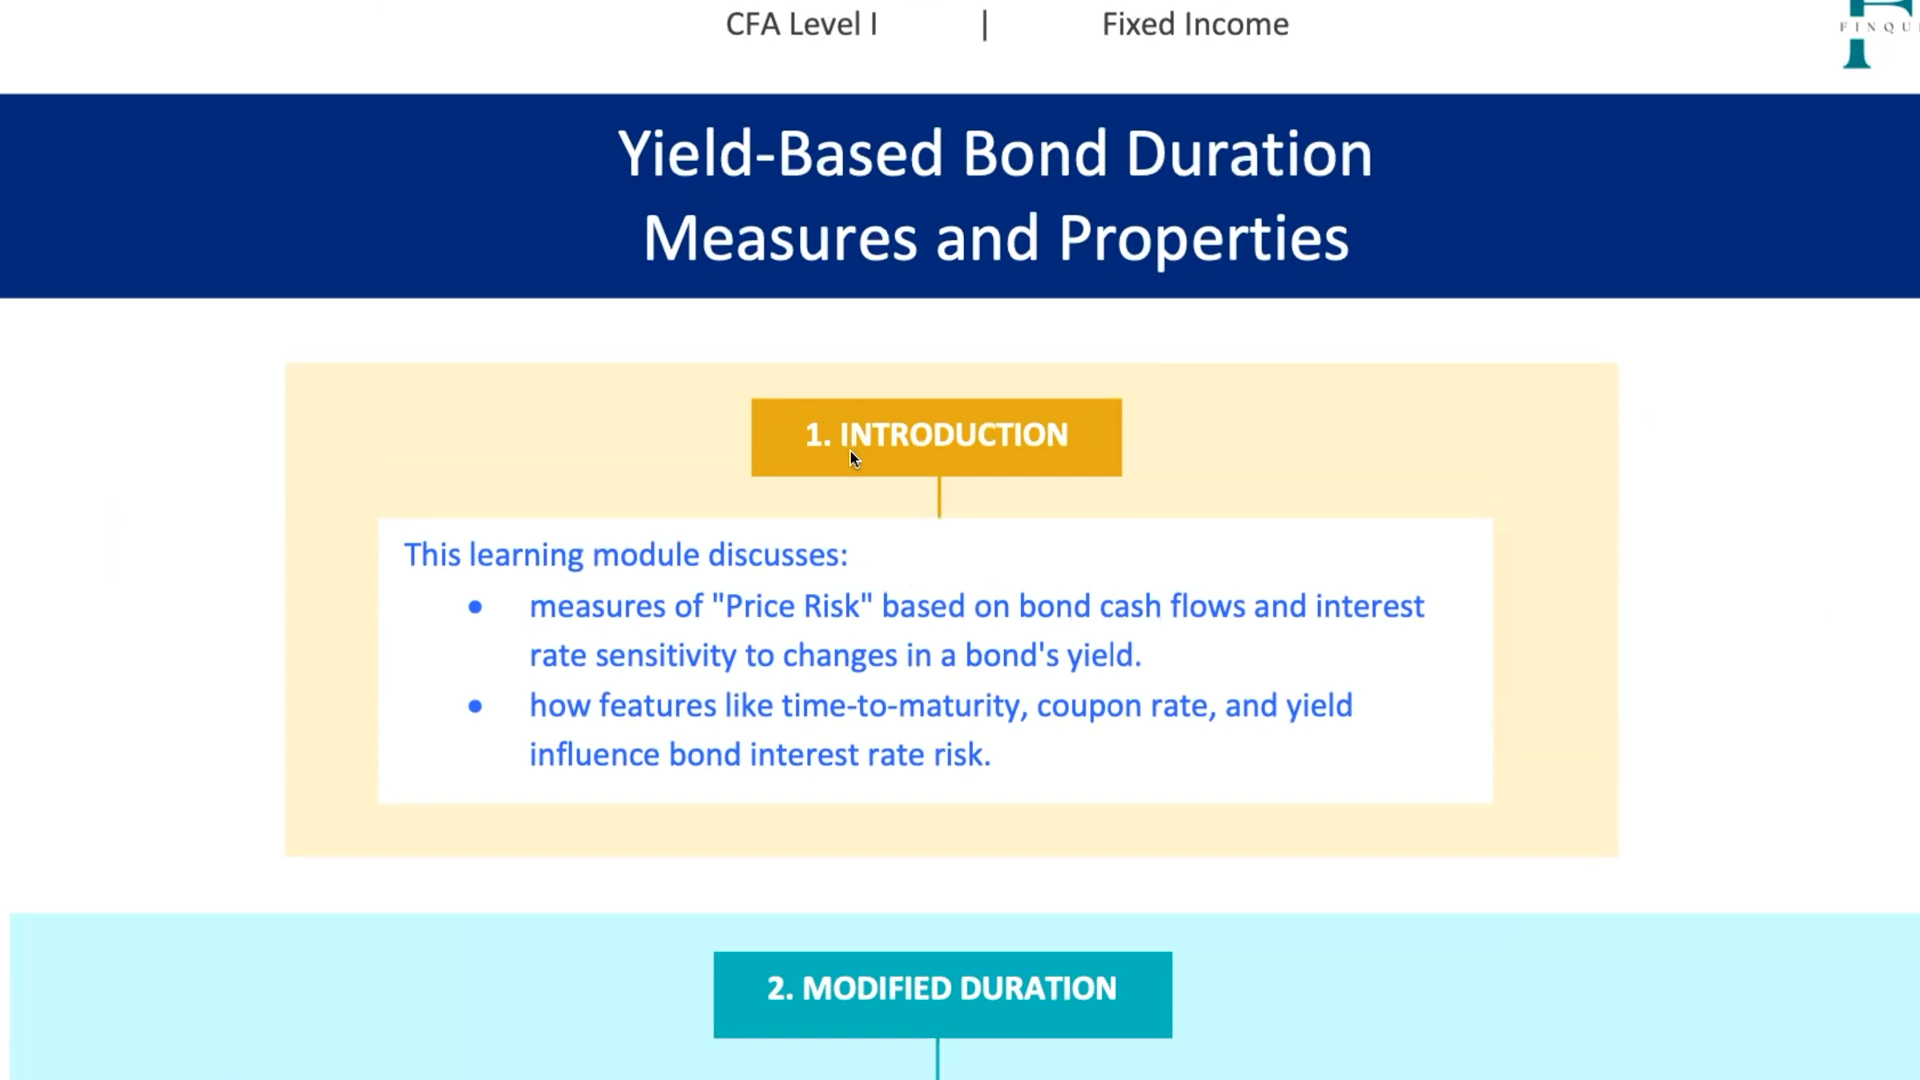 CFA Level I | Fixed Income
FINQU
Yield-Based Bond Duration
Measures and Properties
1. INTRODUCTION
This learning module discusses:
• measures of "Price Risk" based on bond cash flows and interest
rate sensitivity to changes in a bond's yield.
• how features like time-to-maturity, coupon rate, and yield
influence bond interest rate risk.
2. MODIFIED DURATION